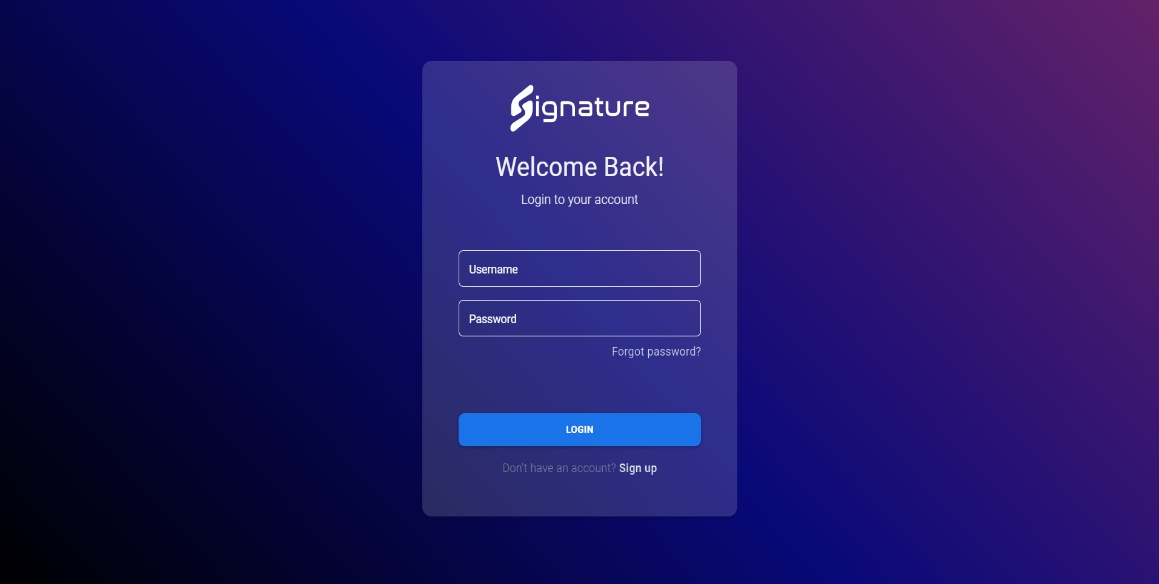 Signature
Welcome Back!
Login to your account
Username
Password
Forgot password?
LOGIN
Don't have an account? Sign up